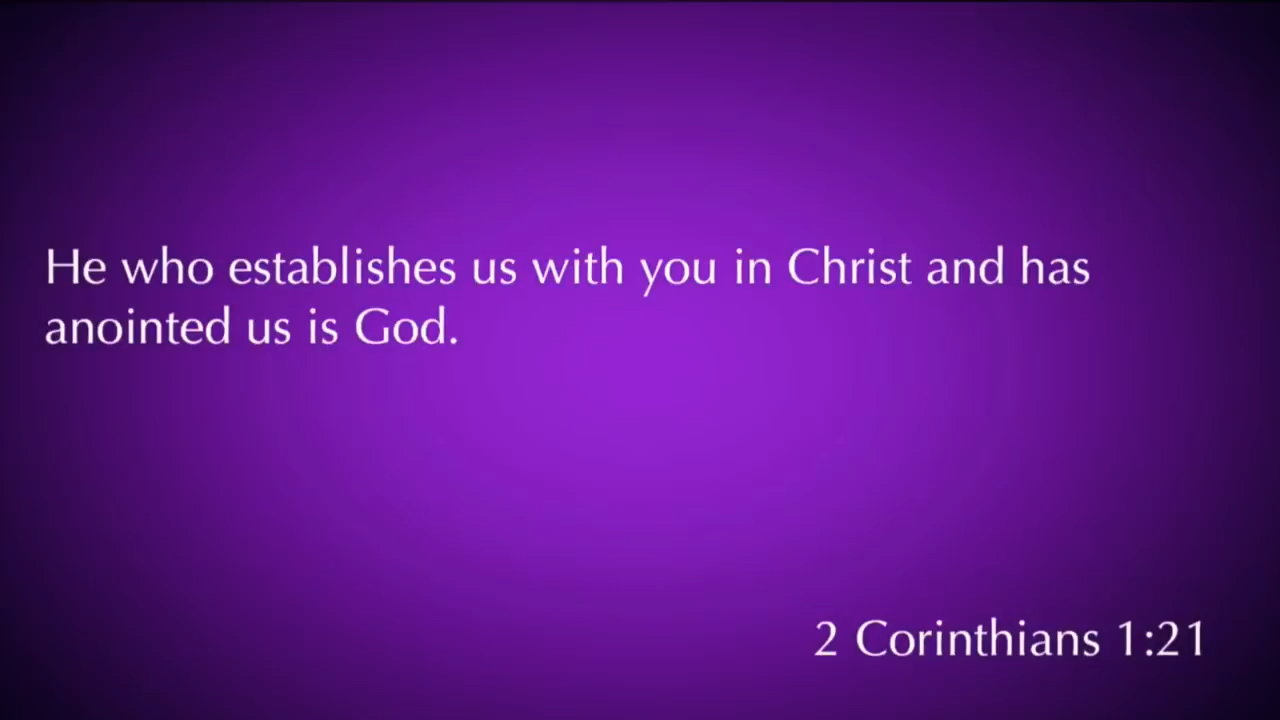 He who establishes us with you in Christ and has
anointed us is God.
2 Corinthians 1:21